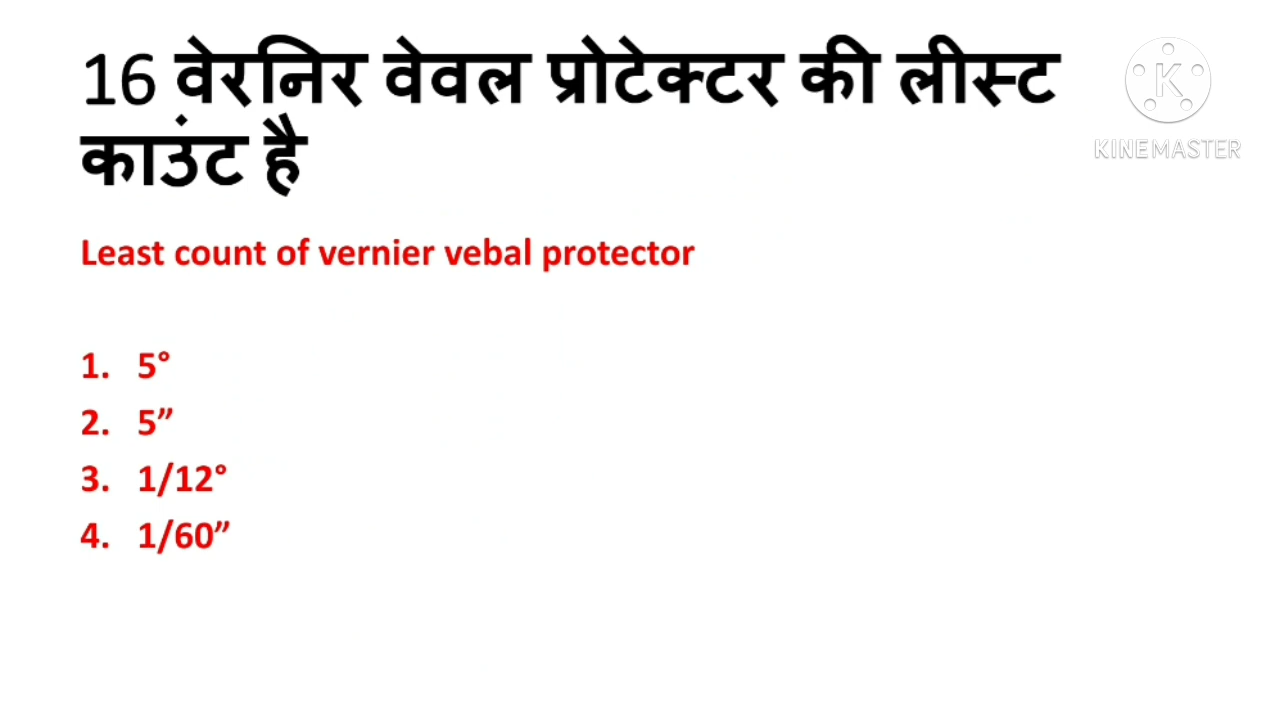 16 वेरनिर वेवल प्रोटेक्टर की लीस्ट
काउंट है
K
KINEMASTER
Least count of vernier vebal protector
1. 5°
2. 5”
3. 1/12°
4. 1/60”